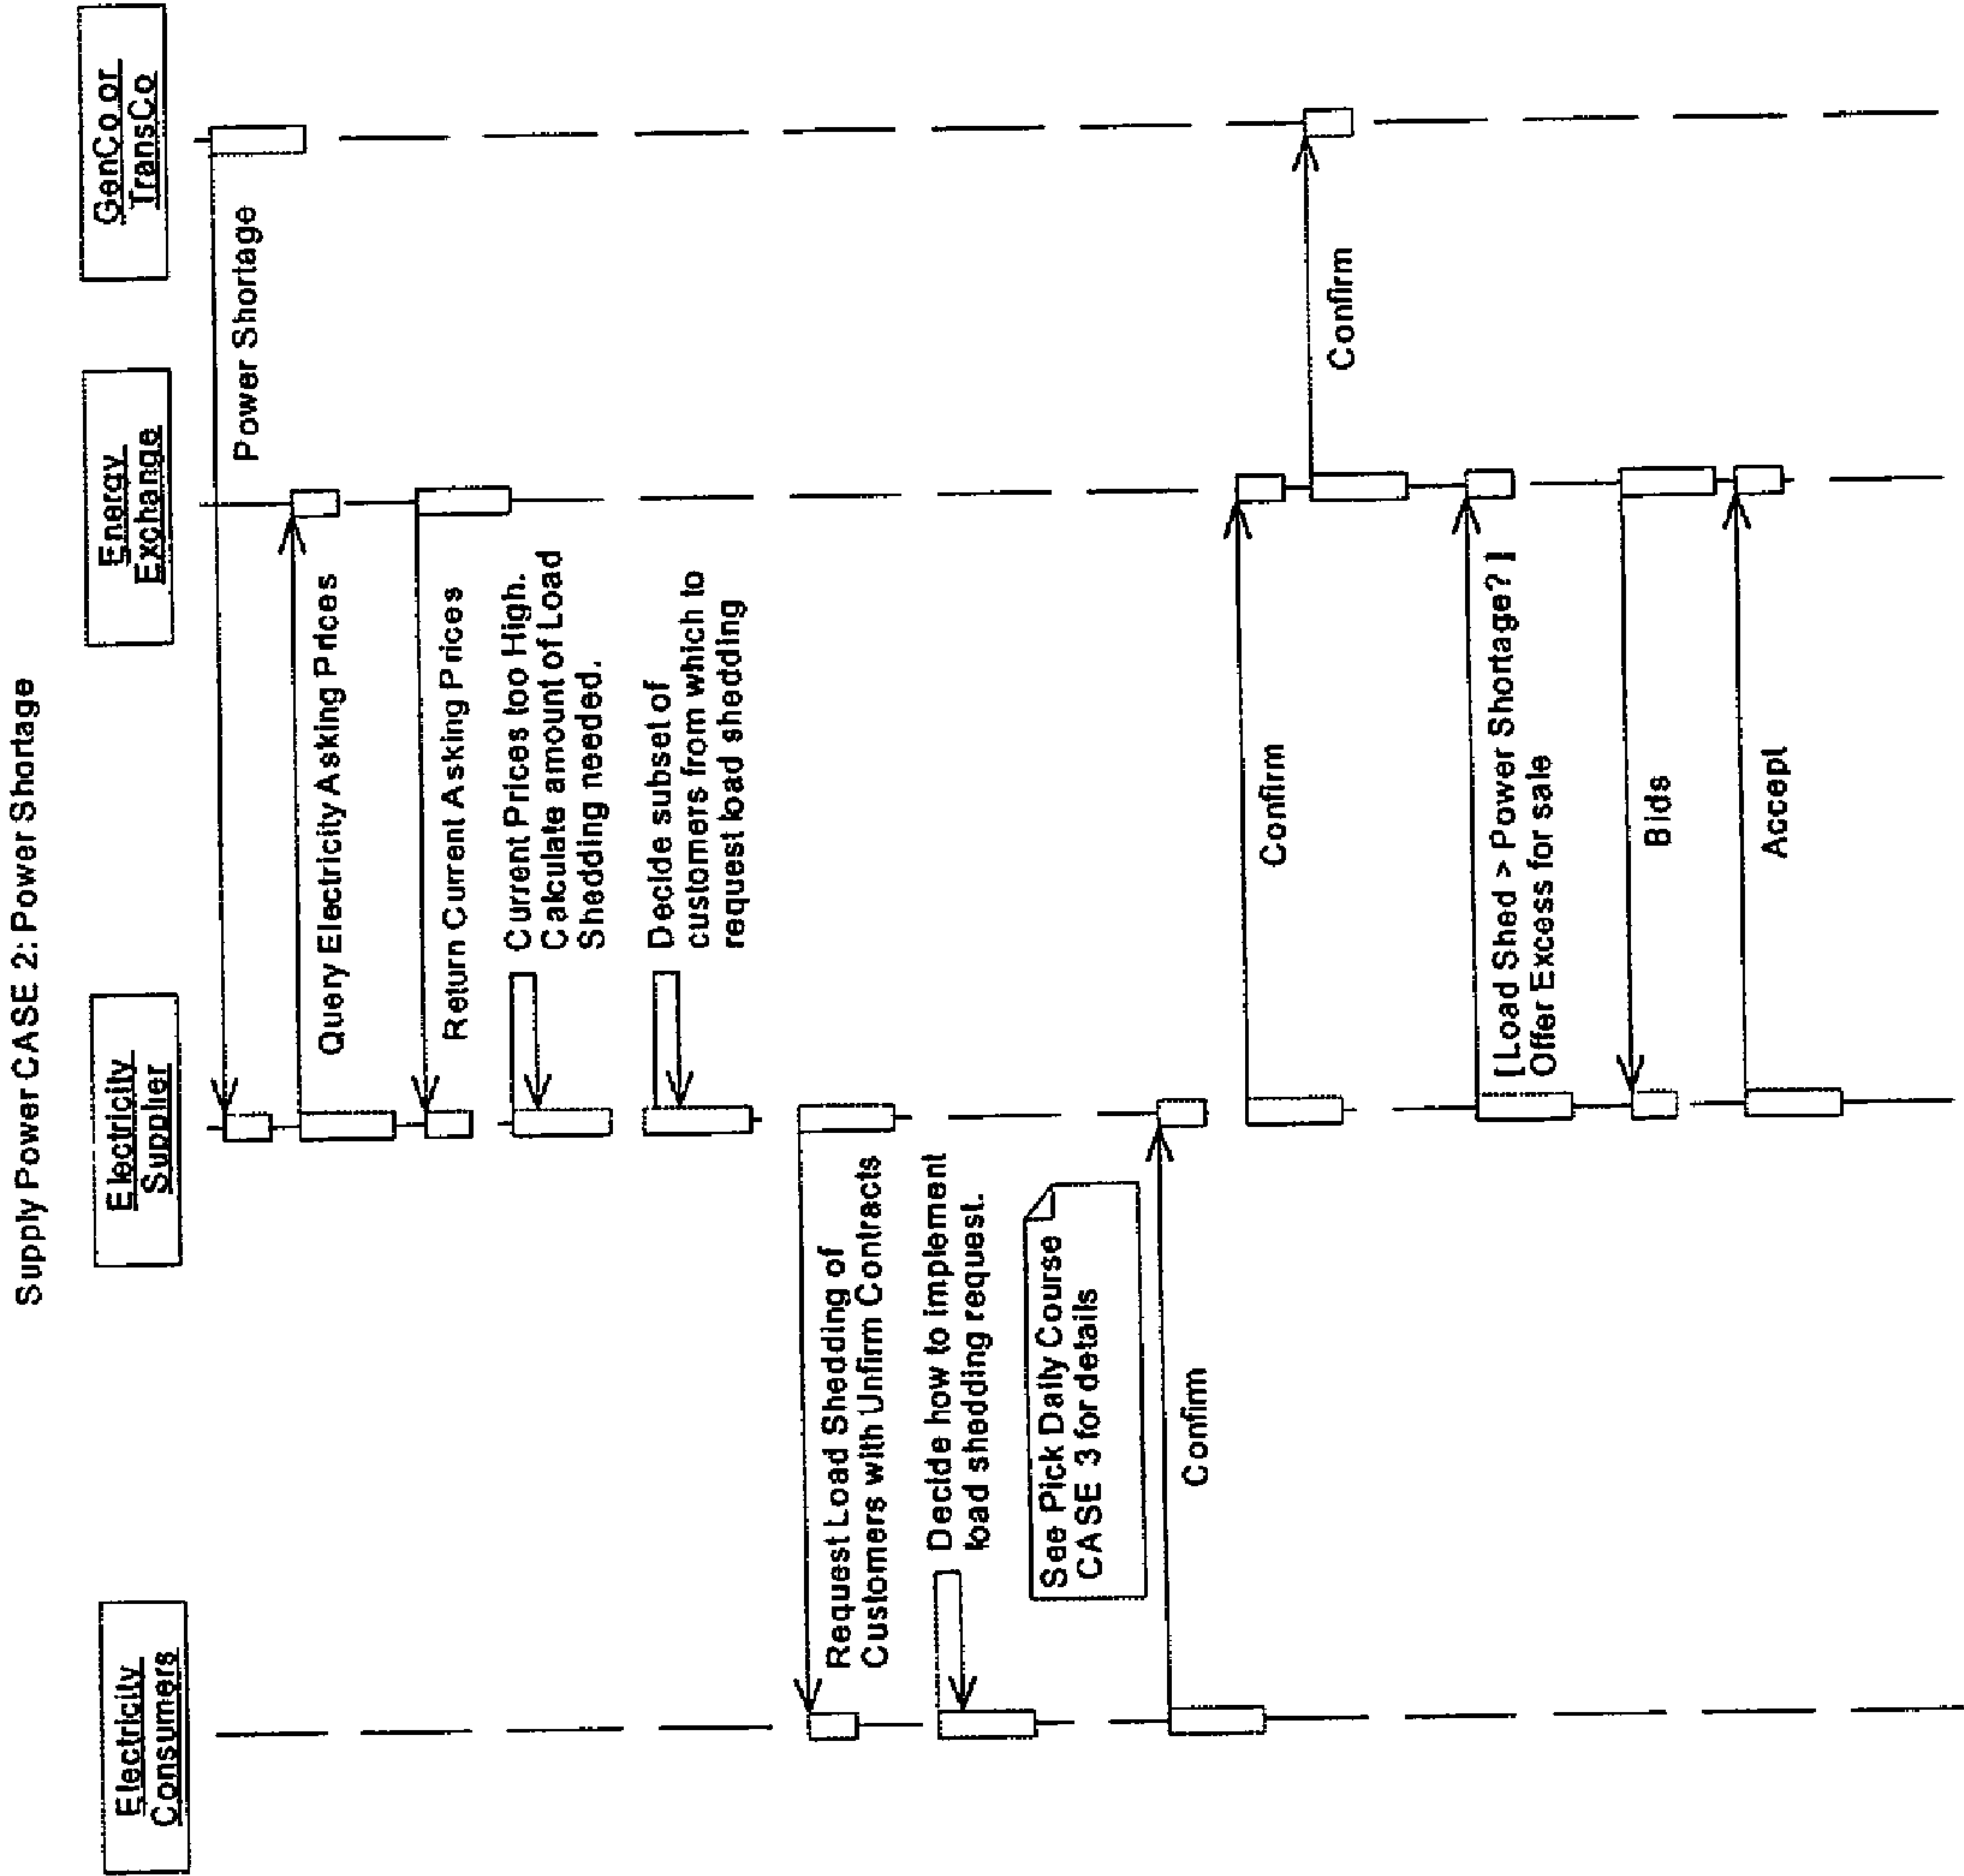 Supply Power CASE 2: Power Shortage
Electricity
Consumers
Electricity
Supplier
Energy
Exchange
GenCo or
TransCo
Power Shortage
Query Electricity Asking Prices
Return Current Asking Prices
Current Prices too High.
Calculate amount of Load
Shedding needed.
Decide subset of
customers from which to
request load shedding
Request Load Shedding of
Customers with Unfirm Contracts
Decide how to implement
load shedding request.
See Pick Daily Course
CASE 3 for details
Confirm
Confirm
Confirm
[Load Shed > Power Shortage? ]
Offer Excess for sale
Bids
Accept